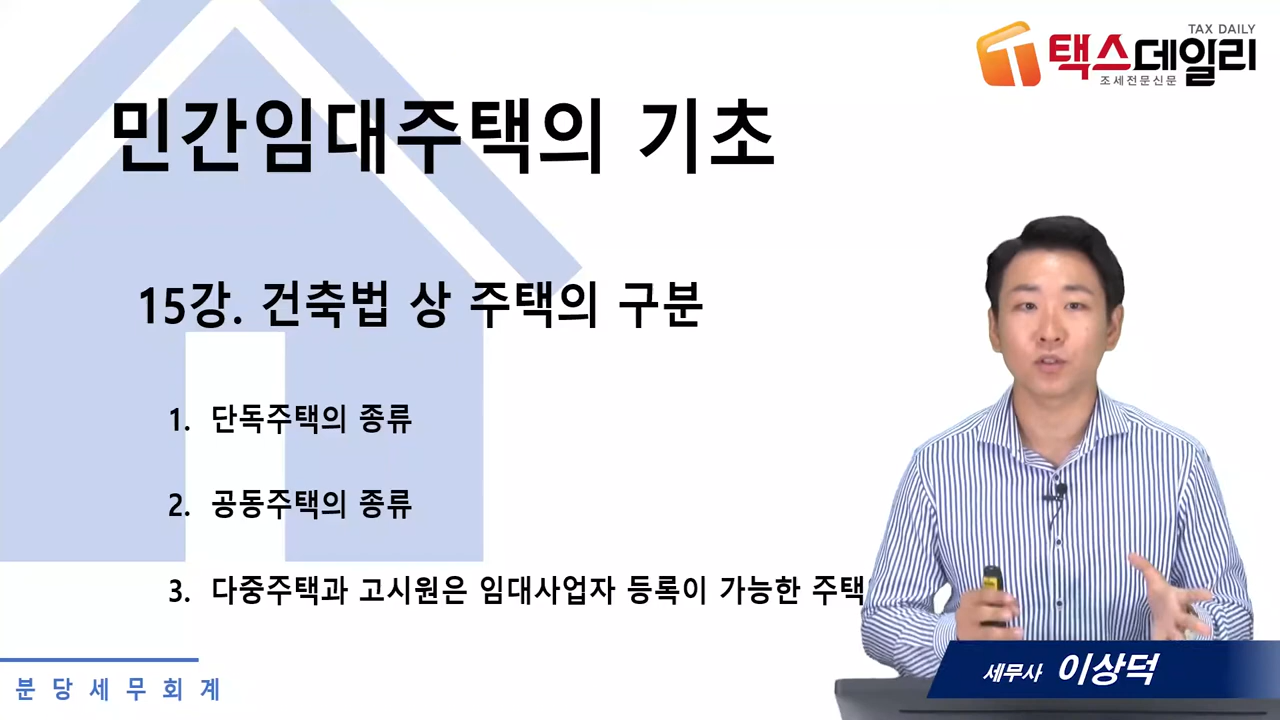 TAX DAILY
택스데일리
조세전문신문
민간임대주택의 기초
15강. 건축법 상 주택의 구분
1. 단독주택의 종류
2. 공동주택의 종류
3. 다중주택과 고시원은 임대사업자 등록이 가능한 주택
세무사 이상덕
분당세무회계